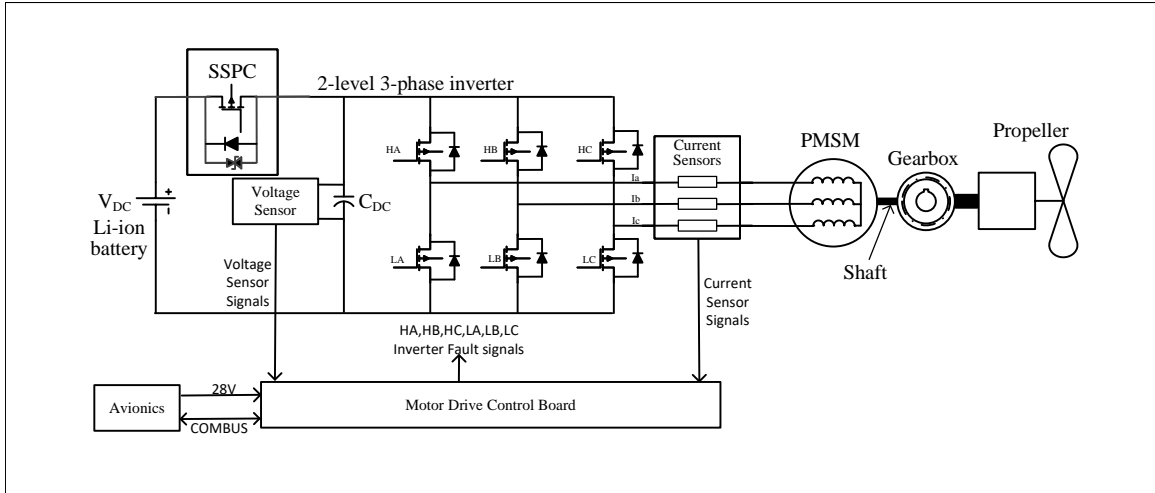 SSPC
2-level 3-phase inverter
Propeller
PMSM
Gearbox
Current
Sensors
HA
HB
HC
Ia
Ib
Ic
Voltage
Sensor
C_DC
V_DC
Li-ion
battery
+
-
LA
LB
LC
Shaft
Voltage
Sensor
Signals
Current
Sensor
Signals
HA,HB,HC,LA,LB,LC
Inverter Fault signals
28V
Avionics
Motor Drive Control Board
COMBUS